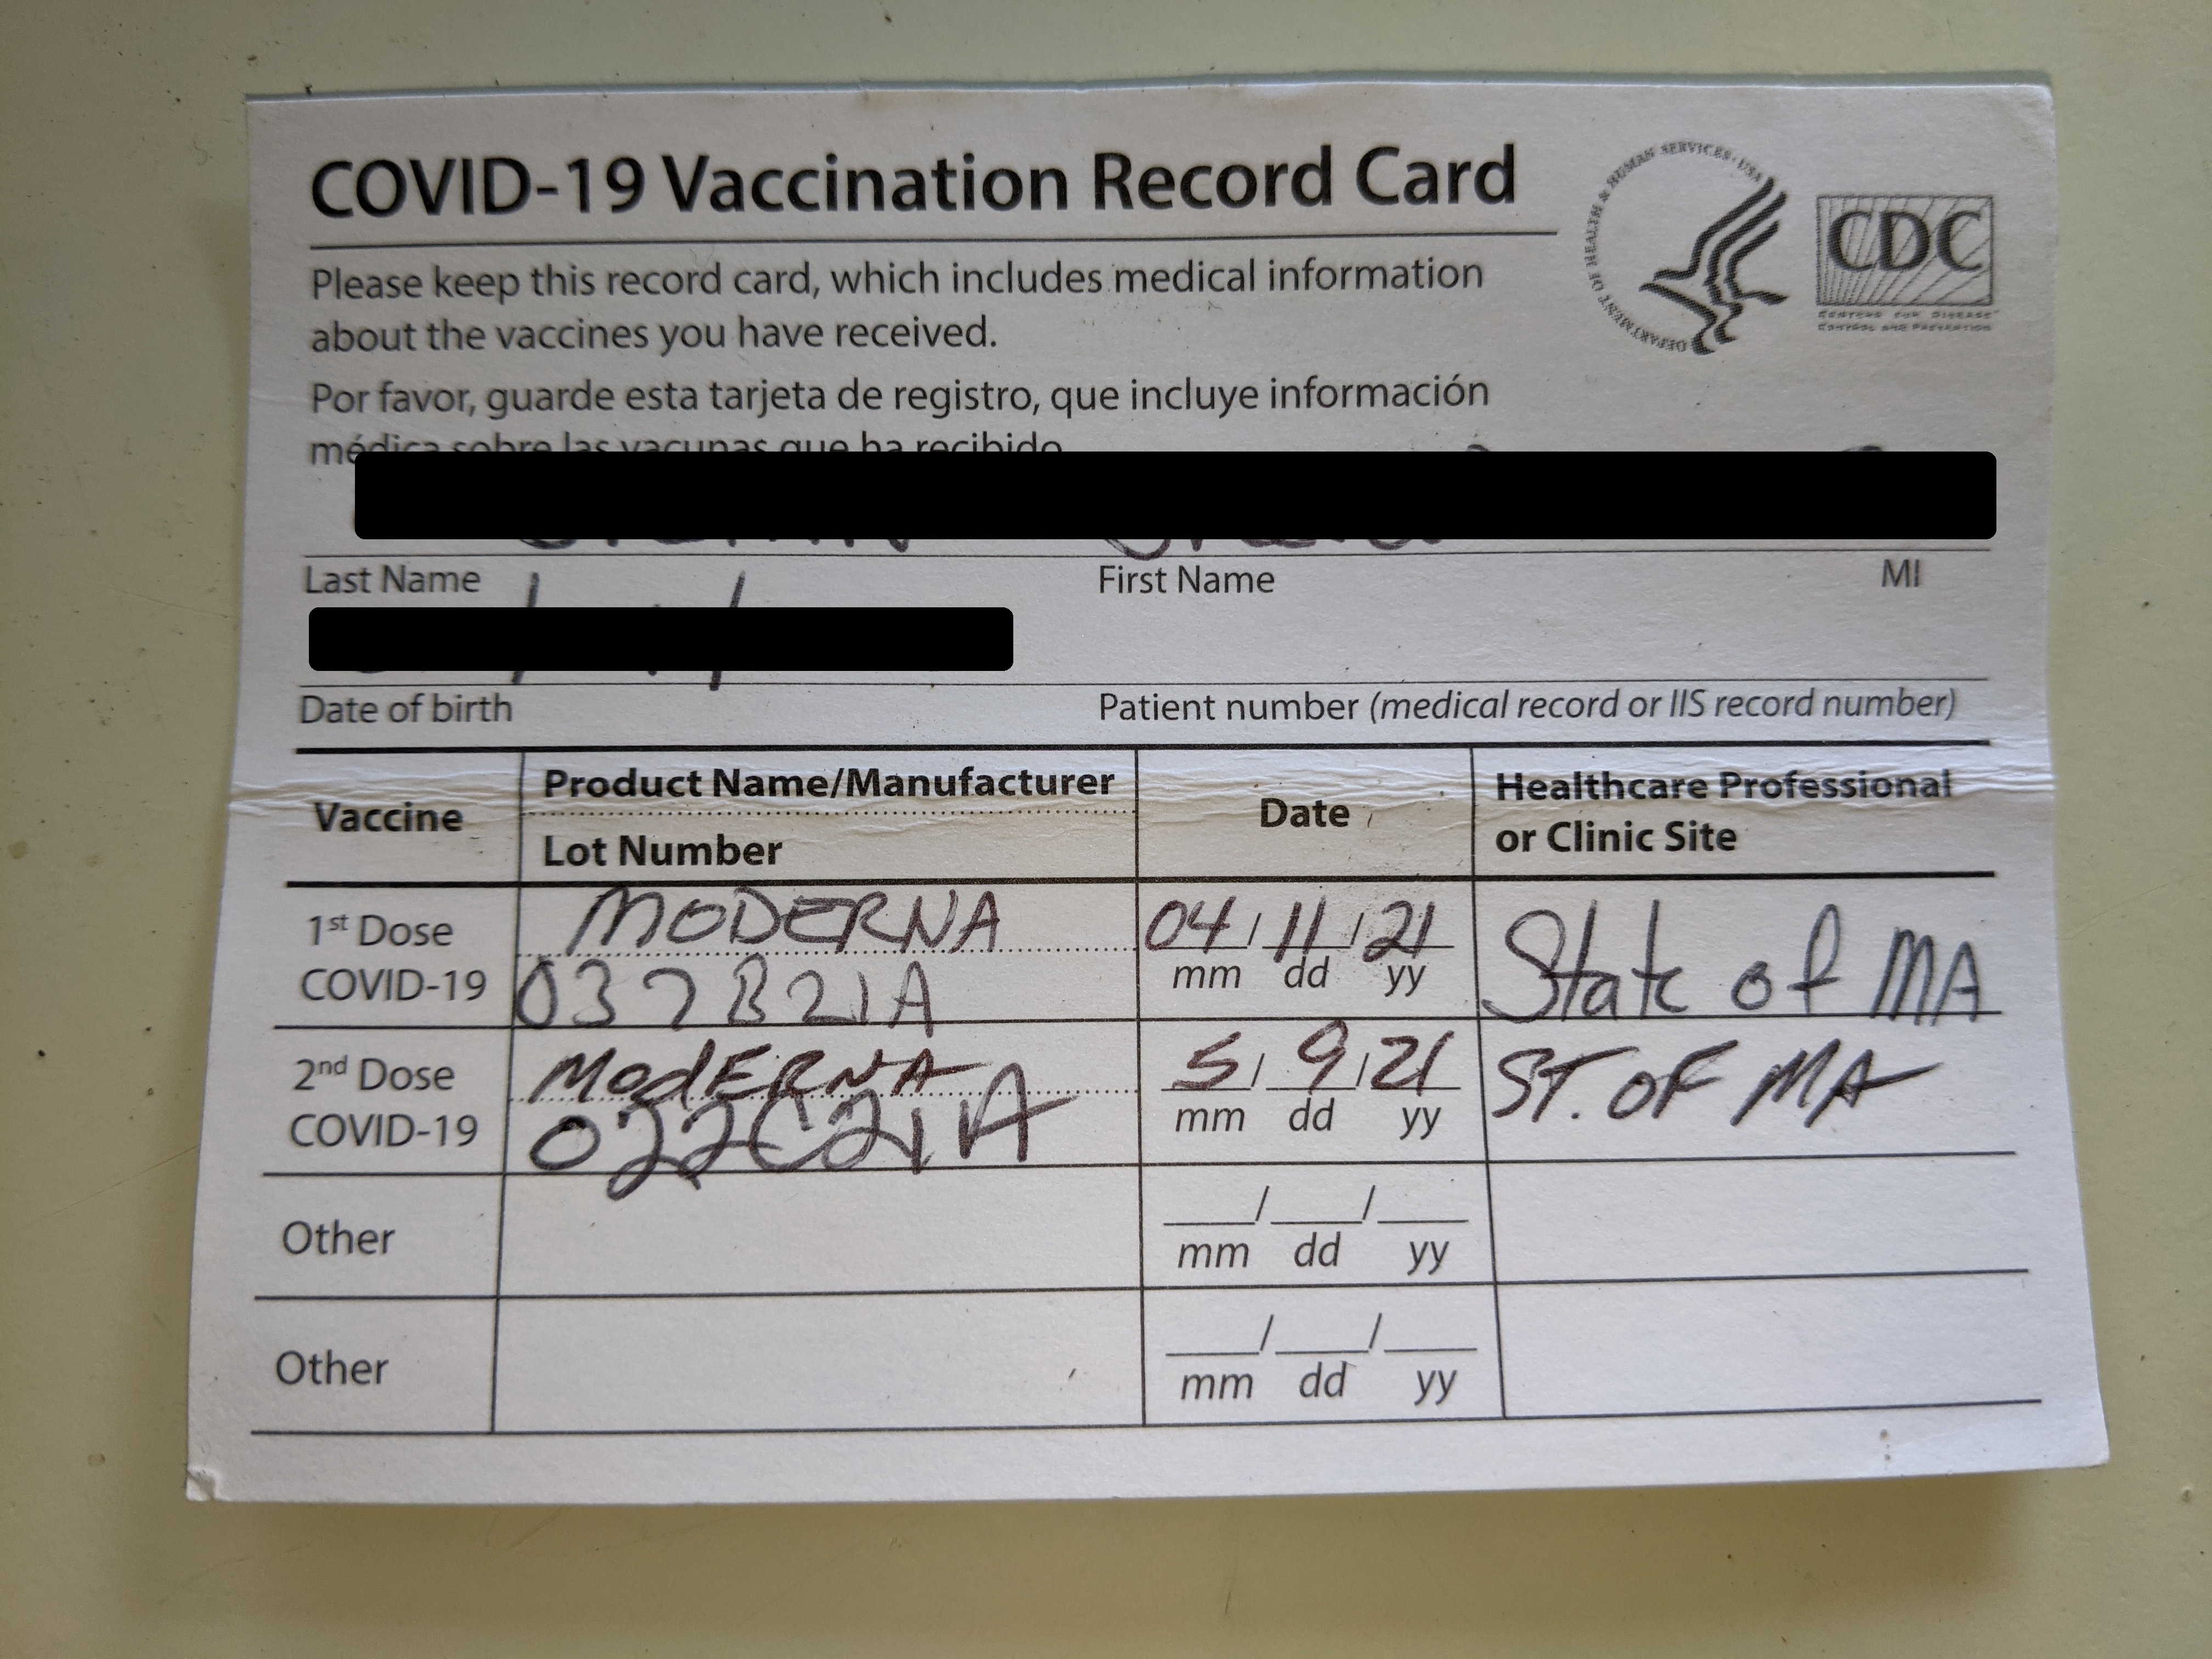 COVID-19 Vaccination Record Card
DEPARTMENT OF HEALTH & HUMAN SERVICES · USA
CDC
CENTERS FOR DISEASE
CONTROL AND PREVENTION
Please keep this record card, which includes medical information
about the vaccines you have received.
Por favor, guarde esta tarjeta de registro, que incluye información
médica sobre las vacunas que ha recibido
Last Name First Name MI
Date of birth Patient number (medical record or IIS record number)
Vaccine Product Name/Manufacturer Date Healthcare Professional
Lot Number or Clinic Site
1st Dose MODERNA 04/11/21 State of MA
COVID-19 037B21A mm dd yy
2nd Dose ModERNA 5/9/21 ST. OF MA
COVID-19 022C21A mm dd yy
Other ___/___/___
mm dd yy
Other ___/___/___
mm dd yy